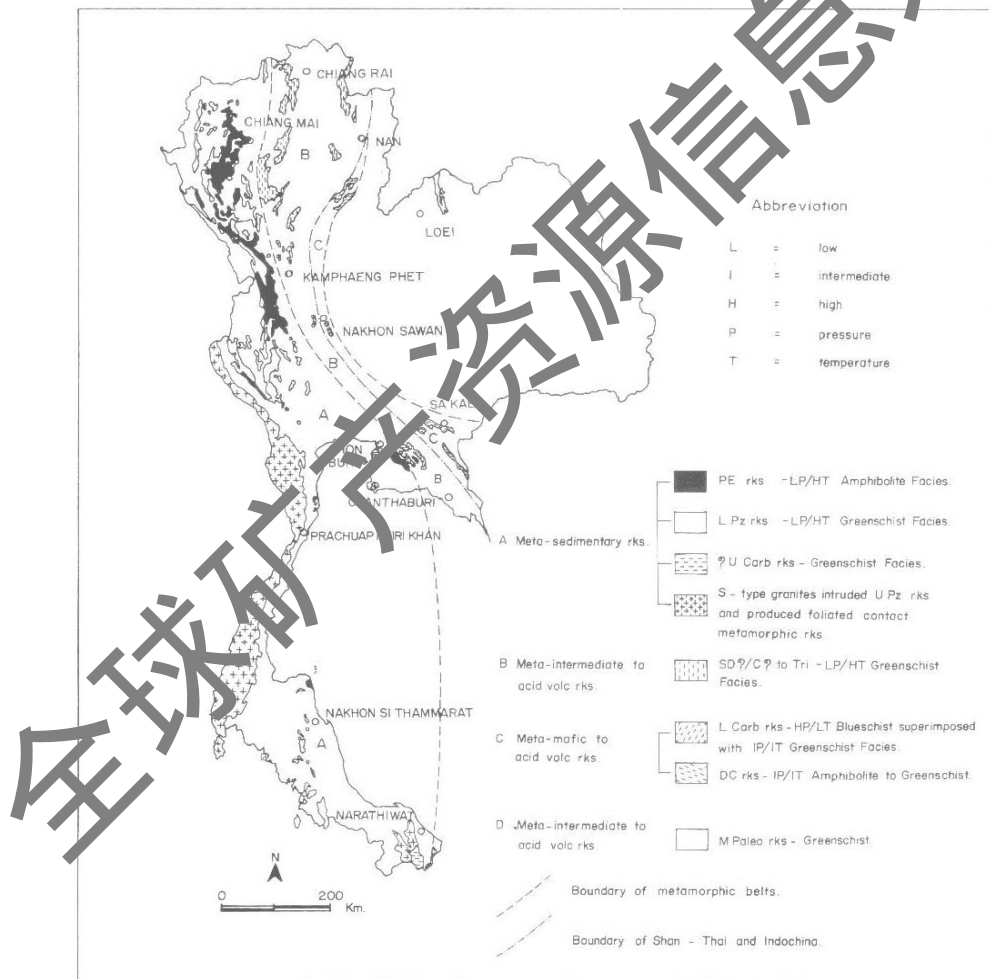 CHIANG RAI
CHIANG MAI
NAN
B
LOEI
C
KAMPHAENG PHET
NAKHON SAWAN
B
A
SA KAE
C
B
CHANTHABURI
PRACHUAP KHIRI KHAN
NAKHON SI THAMMARAT
A
NARATHIWAT
N
0 200
Km.
Abbreviation
L = low
I = intermediate
H = high
P = pressure
T = temperature
A Meta-sedimentary rks.
PE rks - LP/HT Amphibolite Facies.
L Pz rks - LP/HT Greenschist Facies.
? U Carb rks - Greenschist Facies.
S - type granites intruded U Pz rks
and produced foliated contact
metamorphic rks
B Meta-intermediate to
acid volc rks.
SD?/C? to Tri - LP/HT Greenschist
Facies.
C Meta-mafic to
acid volc rks.
L Carb rks - HP/LT Blueschist superimposed
with IP/IT Greenschist Facies.
DC rks - IP/IT Amphibolite to Greenschist.
D Meta-intermediate to
acid volc rks.
M Paleo rks - Greenschist
Boundary of metamorphic belts.
Boundary of Shan - Thai and Indochina.
全球矿产资源信息